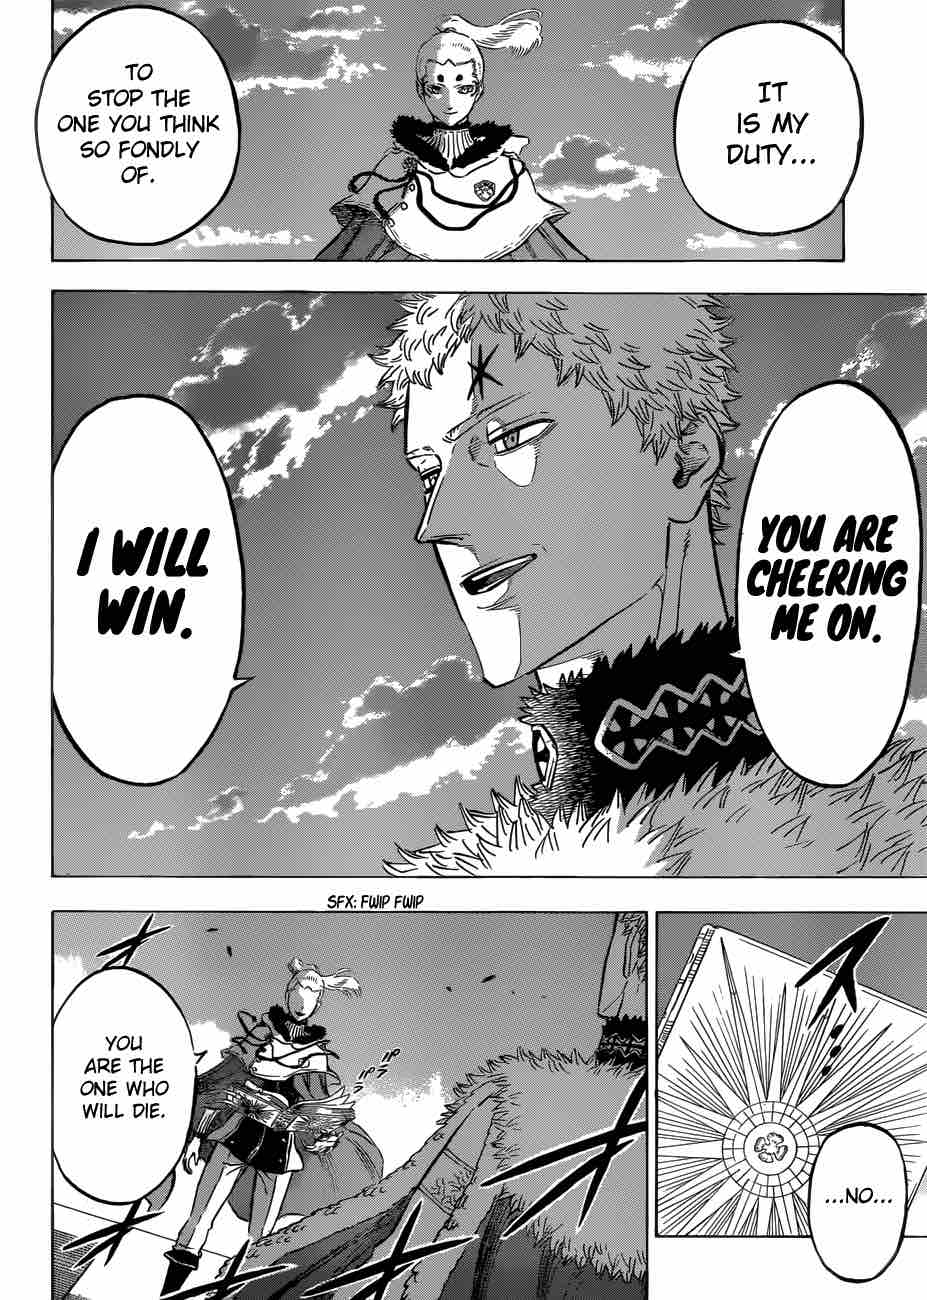 IT
IS MY
DUTY...
TO
STOP THE
ONE YOU THINK
SO FONDLY
OF.
YOU ARE
CHEERING
ME ON.
I WILL
WIN.
...NO...
SFX: FWIP FWIP
YOU
ARE THE
ONE WHO
WILL DIE.